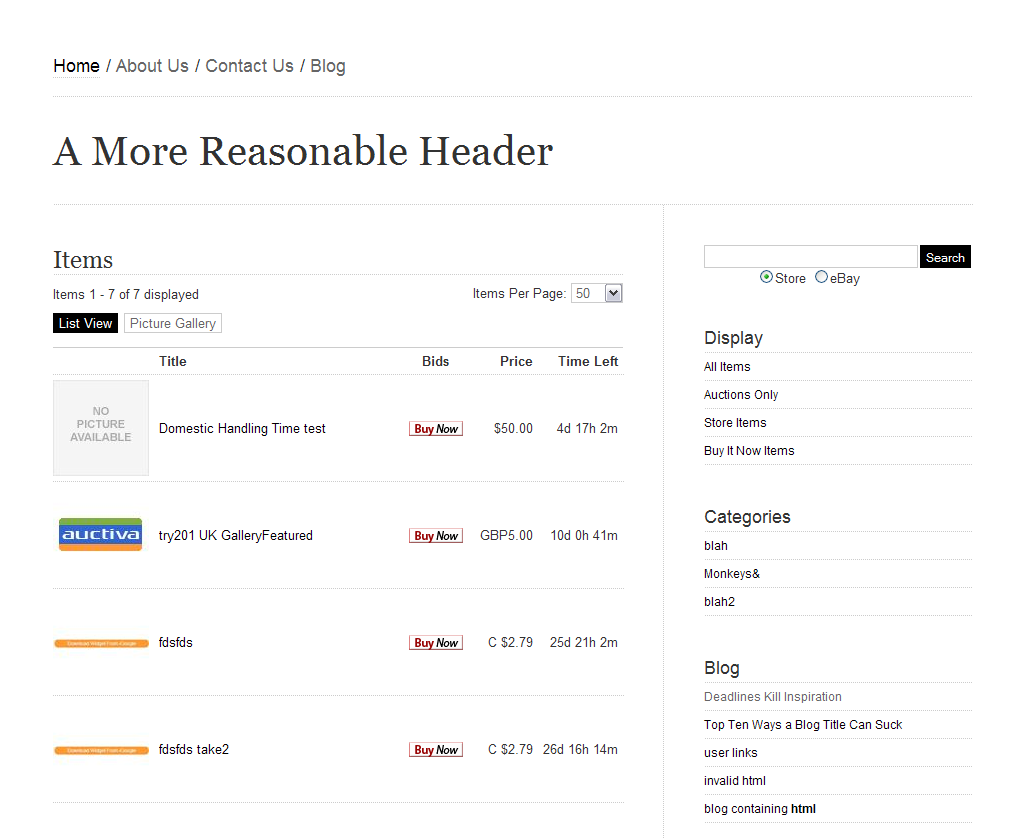 Home / About Us / Contact Us / Blog
A More Reasonable Header
Items
Items 1 - 7 of 7 displayed
Items Per Page: 50
List View Picture Gallery
Title Bids Price Time Left
NO
PICTURE
AVAILABLE
Domestic Handling Time test Buy Now $50.00 4d 17h 2m
auctiva
try201 UK GalleryFeatured Buy Now GBP5.00 10d 0h 41m
fdsfds Buy Now C $2.79 25d 21h 2m
fdsfds take2 Buy Now C $2.79 26d 16h 14m
Search
Store eBay
Display
All Items
Auctions Only
Store Items
Buy It Now Items
Categories
blah
Monkeys&
blah2
Blog
Deadlines Kill Inspiration
Top Ten Ways a Blog Title Can Suck
user links
invalid html
blog containing html